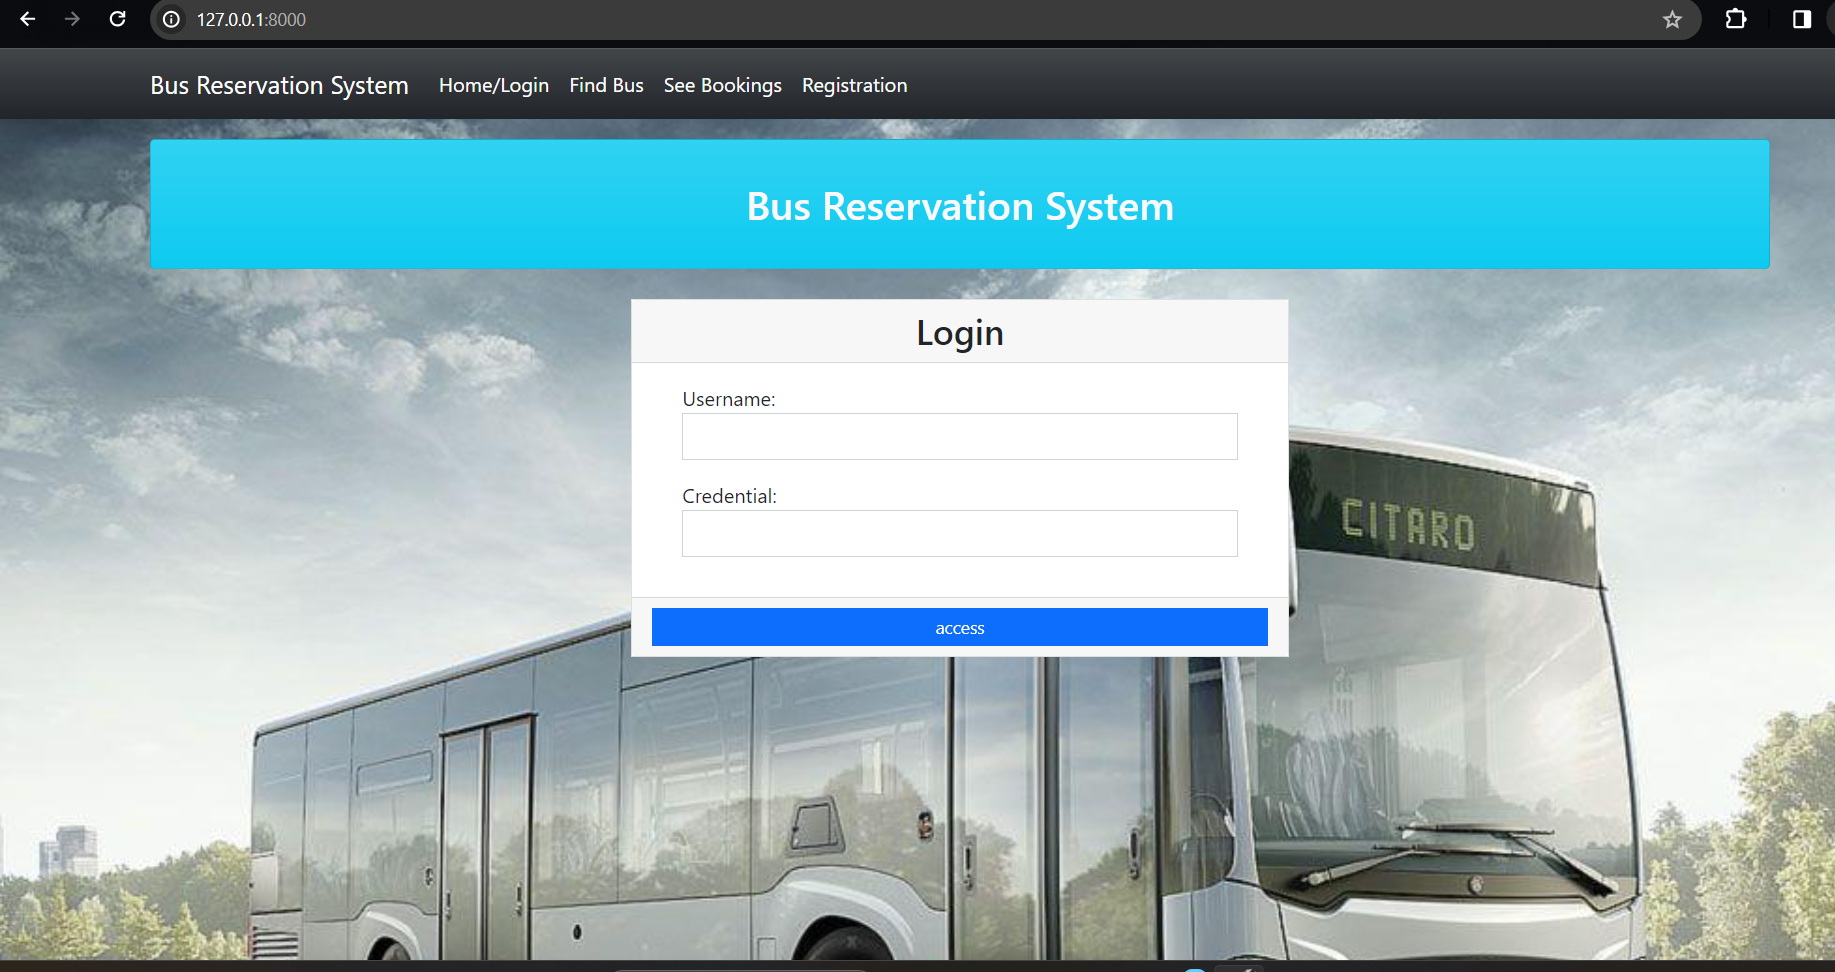 127.0.0.1:8000
Bus Reservation System Home/Login Find Bus See Bookings Registration
Bus Reservation System
Login
Username:
Credential:
CITARO
access